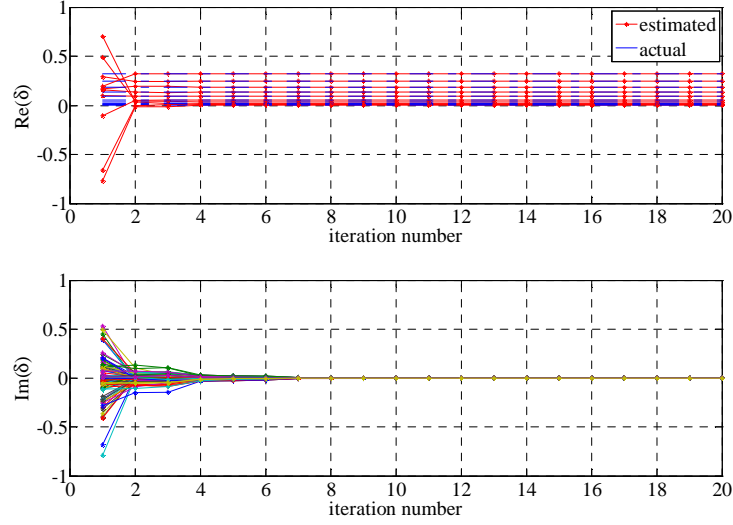 1
0.5
0
-0.5
-1
Re(δ)
0 2 4 6 8 10 12 14 16 18 20
iteration number
estimated
actual
1
0.5
0
-0.5
-1
Im(δ)
0 2 4 6 8 10 12 14 16 18 20
iteration number